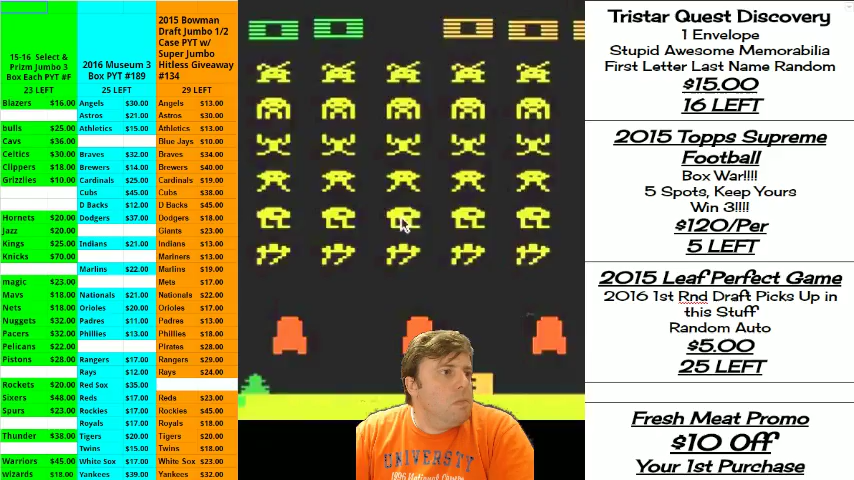 15-16 Select &
Prizm Jumbo 3
Box Each PYT #F
23 LEFT
Blazers $16.00
bulls $25.00
Cavs $36.00
Celtics $30.00
Clippers $18.00
Grizzlies $10.00
Hornets $20.00
Jazz $20.00
Kings $25.00
Knicks $70.00
magic $23.00
Mavs $18.00
Nets $18.00
Nuggets $32.00
Pacers $32.00
Pelicans $22.00
Pistons $28.00
Rockets $20.00
Sixers $48.00
Spurs $23.00
Thunder $38.00
Warriors $45.00
wizards $18.00
2016 Museum 3
Box PYT #189
25 LEFT
Angels $30.00
Astros $21.00
Athletics $15.00
Braves $32.00
Brewers $14.00
Cardinals $25.00
Cubs $45.00
D Backs $12.00
Dodgers $37.00
Indians $21.00
Marlins $22.00
Nationals $21.00
Orioles $20.00
Padres $11.00
Phillies $13.00
Rangers $17.00
Rays $12.00
Red Sox $35.00
Reds $17.00
Rockies $17.00
Royals $17.00
Tigers $20.00
Twins $15.00
White Sox $17.00
Yankees $39.00
2015 Bowman
Draft Jumbo 1/2
Case PYT w/
Super Jumbo
Hitless Giveaway
#134
29 LEFT
Angels $13.00
Astros $30.00
Athletics $13.00
Blue Jays $10.00
Braves $34.00
Brewers $40.00
Cardinals $19.00
Cubs $38.00
D Backs $45.00
Dodgers $18.00
Giants $23.00
Indians $13.00
Mariners $13.00
Marlins $19.00
Mets $17.00
Nationals $22.00
Orioles $17.00
Padres $13.00
Phillies $18.00
Pirates $28.00
Rangers $29.00
Rays $24.00
Reds $23.00
Rockies $45.00
Royals $18.00
Tigers $20.00
Twins $18.00
White Sox $23.00
Yankees $32.00
UNIVERSITY
Tristar Quest Discovery
1 Envelope
Stupid Awesome Memorabilia
First Letter Last Name Random
$15.00
16 LEFT
2015 Topps Supreme
Football
Box War!!!!
5 Spots, Keep Yours
Win 3!!!!
$120/Per
5 LEFT
2015 Leaf Perfect Game
2016 1st Rnd Draft Picks Up in
this Stuff
Random Auto
$5.00
25 LEFT
Fresh Meat Promo
$10 Off
Your 1st Purchase